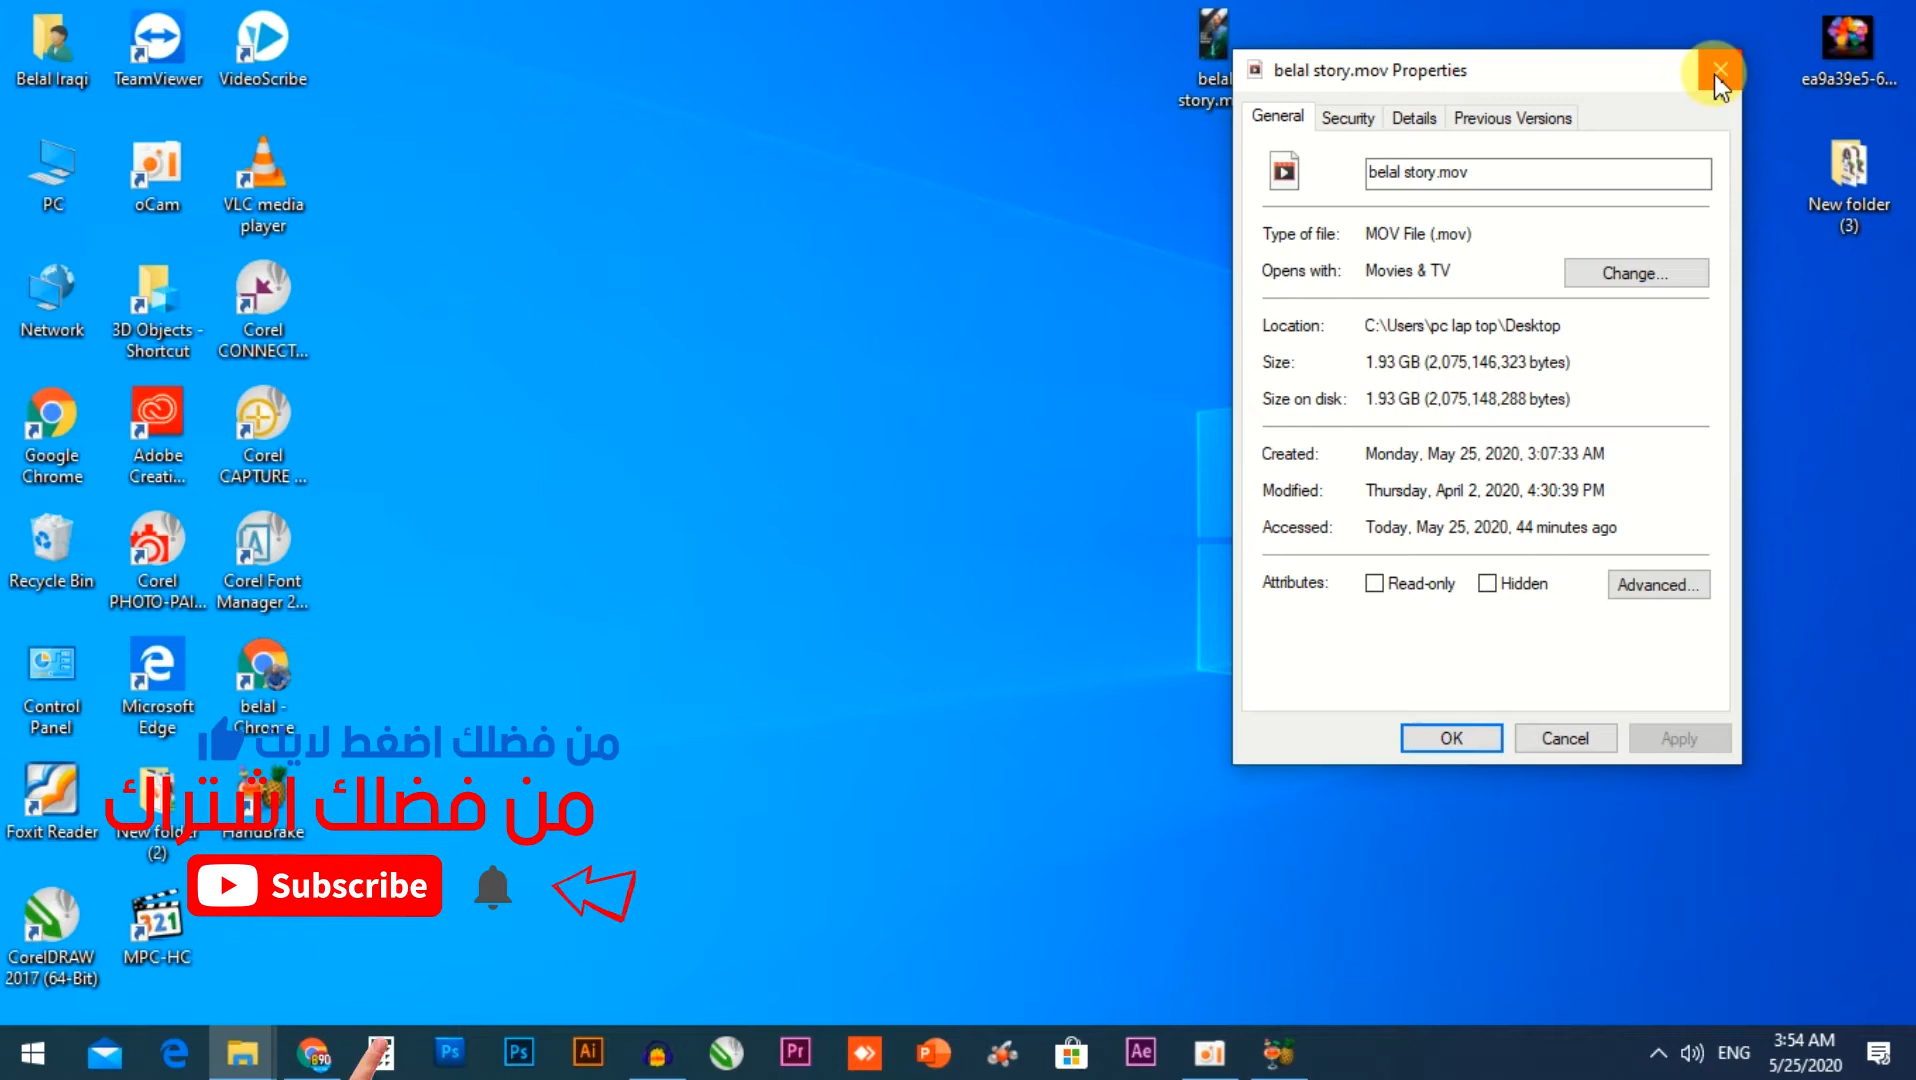 Belal Iraqi
TeamViewer
VideoScribe
PC
oCam
VLC media
player
Network
3D Objects -
Shortcut
Corel
CONNECT...
Google
Chrome
Adobe
Creati...
Corel
CAPTURE ...
Recycle Bin
Corel
PHOTO-PAI...
Corel Font
Manager 2...
Control
Panel
Microsoft
Edge
belal -
Chrome
من فضلك اضغط لايك
من فضلك اشتراك
Foxit Reader
New folder
(2)
HandBrake
Subscribe
CorelDRAW
2017 (64-Bit)
321
MPC-HC
belal
story.m
belal story.mov Properties
General
Security
Details
Previous Versions
belal story.mov
Type of file: MOV File (.mov)
Opens with: Movies & TV
Change...
Location: C:\Users\pc lap top\Desktop
Size: 1.93 GB (2,075,146,323 bytes)
Size on disk: 1.93 GB (2,075,148,288 bytes)
Created: Monday, May 25, 2020, 3:07:33 AM
Modified: Thursday, April 2, 2020, 4:30:39 PM
Accessed: Today, May 25, 2020, 44 minutes ago
Attributes: Read-only Hidden
Advanced...
OK
Cancel
Apply
ea9a39e5-6...
New folder
(3)
890
Ps
Ps
Ai
Pr
P
Ae
ENG
3:54 AM
5/25/2020